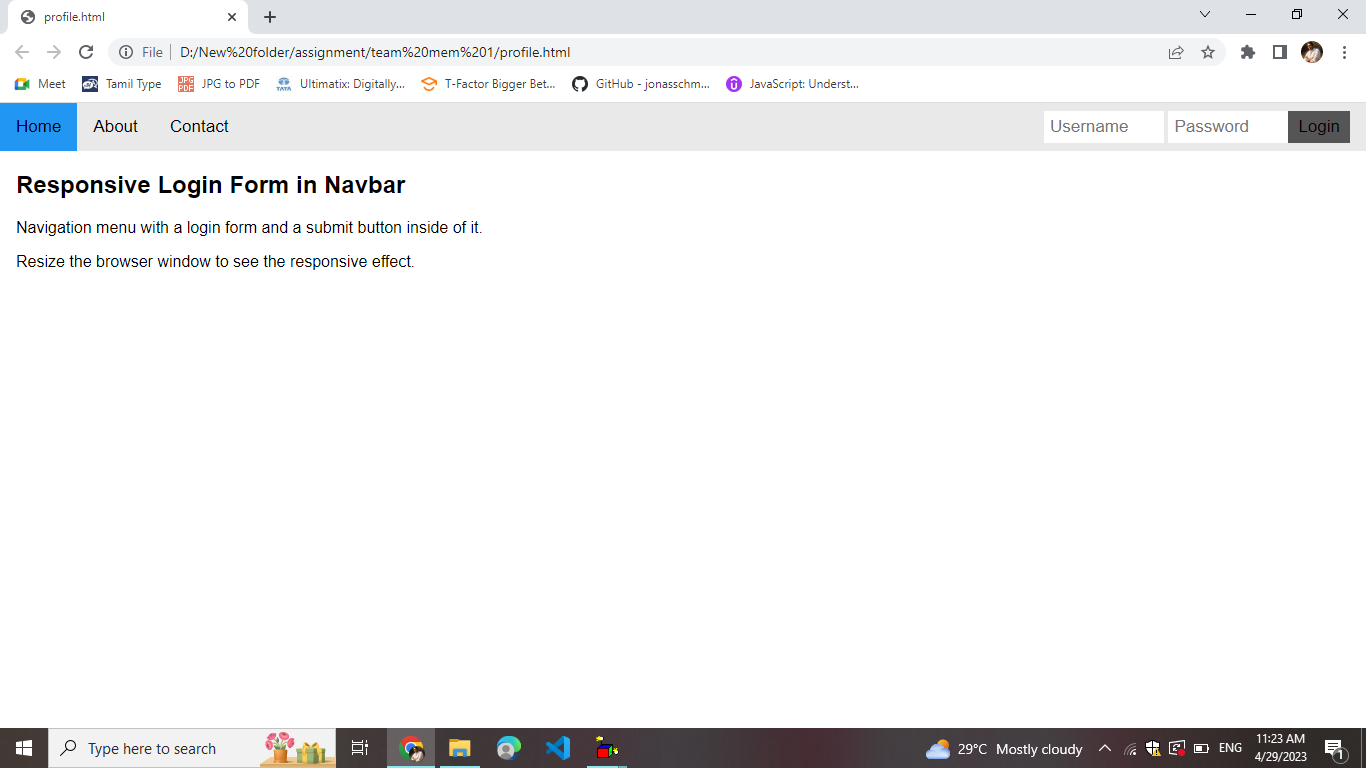 profile.html
File
D:/New%20folder/assignment/team%20mem%201/profile.html
Meet
Tamil Type
JPG to PDF
Ultimatix: Digitally...
T-Factor Bigger Bet...
GitHub - jonasschm...
JavaScript: Underst...
Home
About
Contact
Username
Password
Login
Responsive Login Form in Navbar
Navigation menu with a login form and a submit button inside of it.
Resize the browser window to see the responsive effect.
Type here to search
29°C Mostly cloudy
ENG
11:23 AM
4/29/2023
1